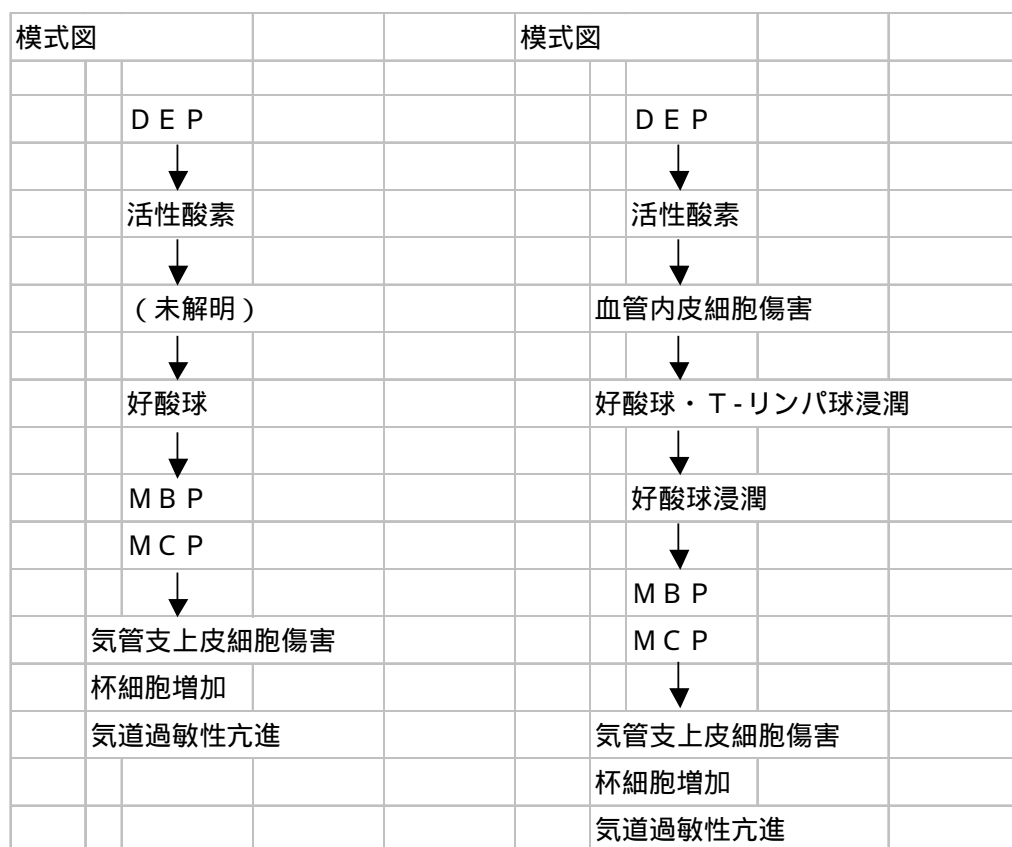 模式図
ＤＥＰ
活性酸素
（未解明）
好酸球
ＭＢＰ
ＭＣＰ
気管支上皮細胞傷害
杯細胞増加
気道過敏性亢進
模式図
ＤＥＰ
活性酸素
血管内皮細胞傷害
好酸球・Ｔ-リンパ球浸潤
好酸球浸潤
ＭＢＰ
ＭＣＰ
気管支上皮細胞傷害
杯細胞増加
気道過敏性亢進